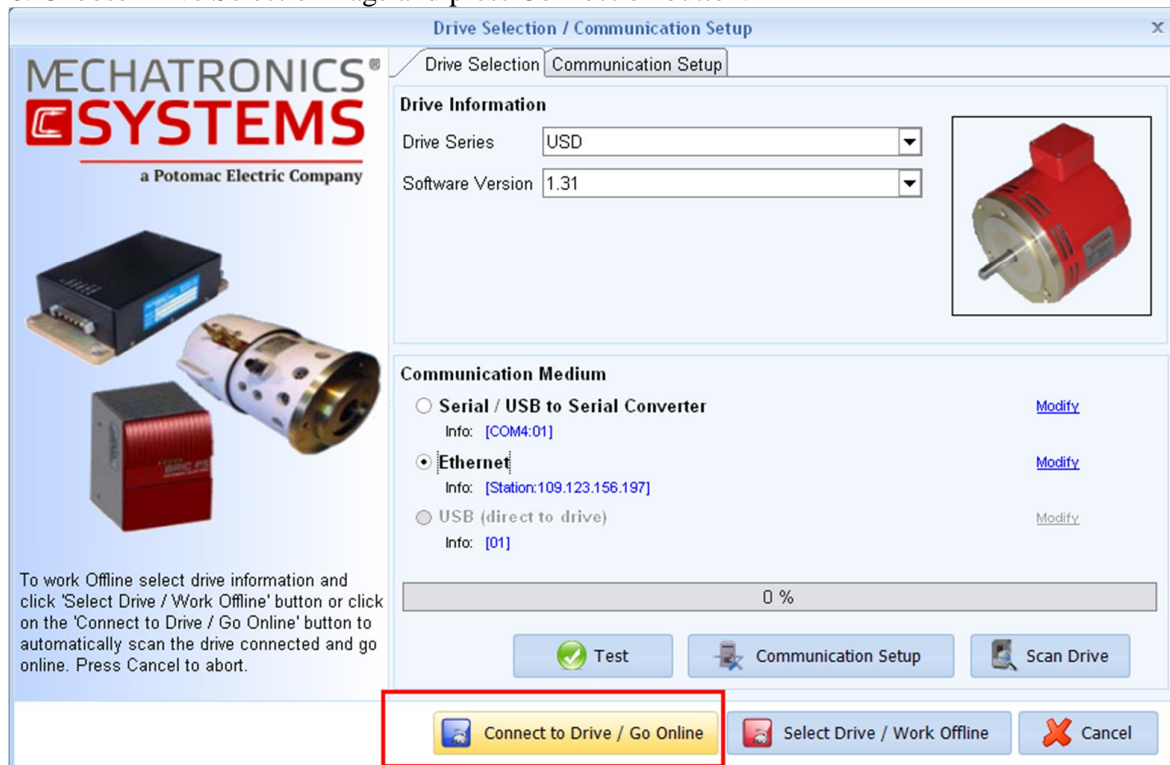 Drive Selection / Communication Setup
x
MECHATRONICS®
SYSTEMS
a Potomac Electric Company
Drive Selection
Communication Setup
Drive Information
Drive Series USD
Software Version 1.31
Communication Medium
Serial / USB to Serial Converter Modify
Info: [COM4:01]
Ethernet Modify
Info: [Station:109.123.156.197]
USB (direct to drive) Modify
Info: [01]
0 %
BRIC PS
To work Offline select drive information and
click 'Select Drive / Work Offline' button or click
on the 'Connect to Drive / Go Online' button to
automatically scan the drive connected and go
online. Press Cancel to abort.
Test
Communication Setup
Scan Drive
Connect to Drive / Go Online
Select Drive / Work Offline
Cancel